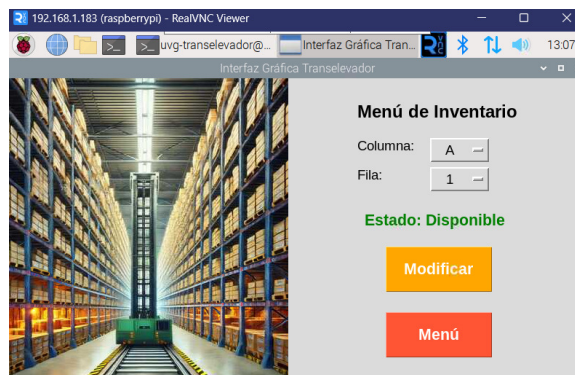 192.168.1.183 (raspberrypi) - RealVNC Viewer
uvg-transelevador@... Interfaz Gráfica Tran... 13:07
Interfaz Gráfica Transelevador
Menú de Inventario
Columna: A
Fila: 1
Estado: Disponible
Modificar
Menú